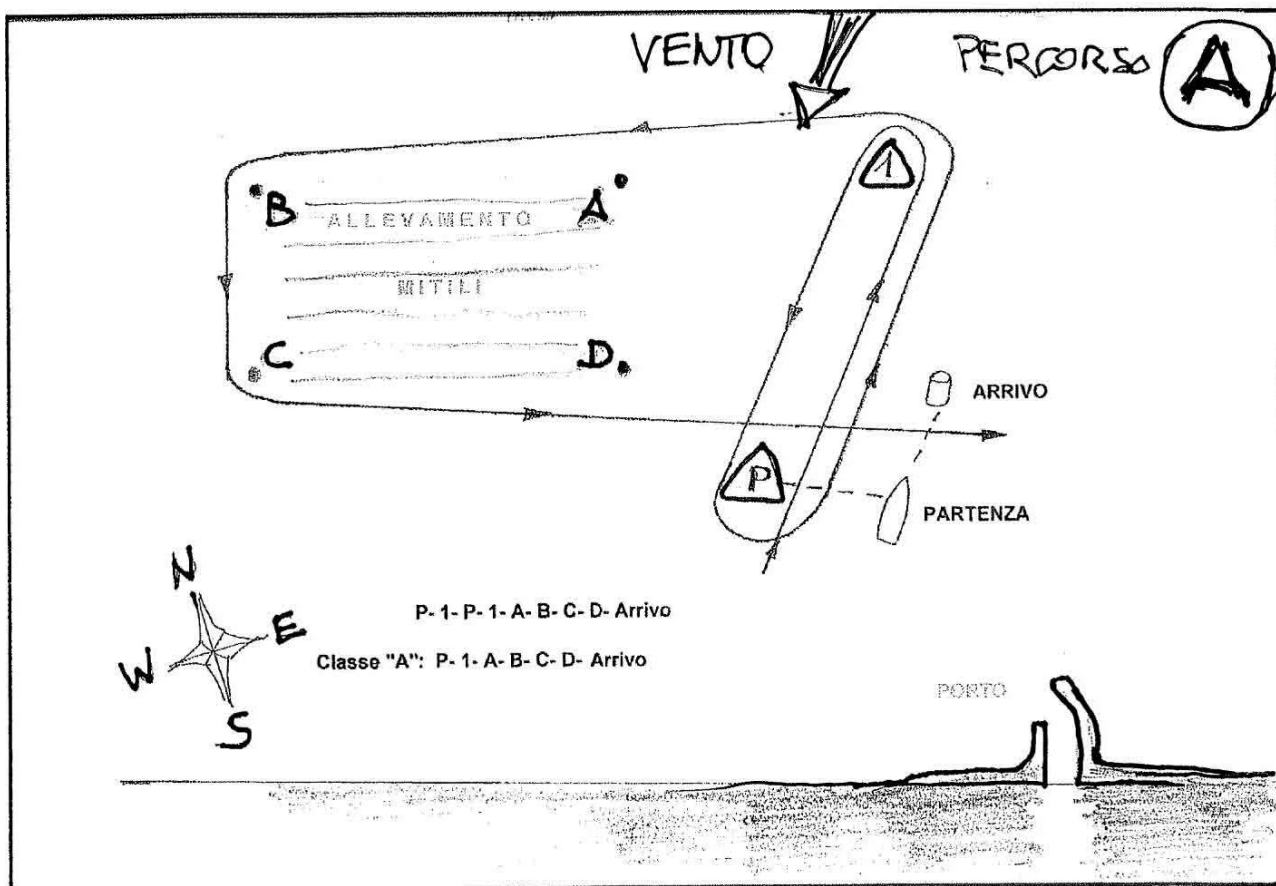 VENTO
PERCORSO A
1
B
A
ALLEVAMENTO
MITILI
C
D
ARRIVO
P
PARTENZA
N
E
W
S
P- 1- P- 1- A- B- C- D- Arrivo
Classe "A": P- 1- A- B- C- D- Arrivo
PORTO